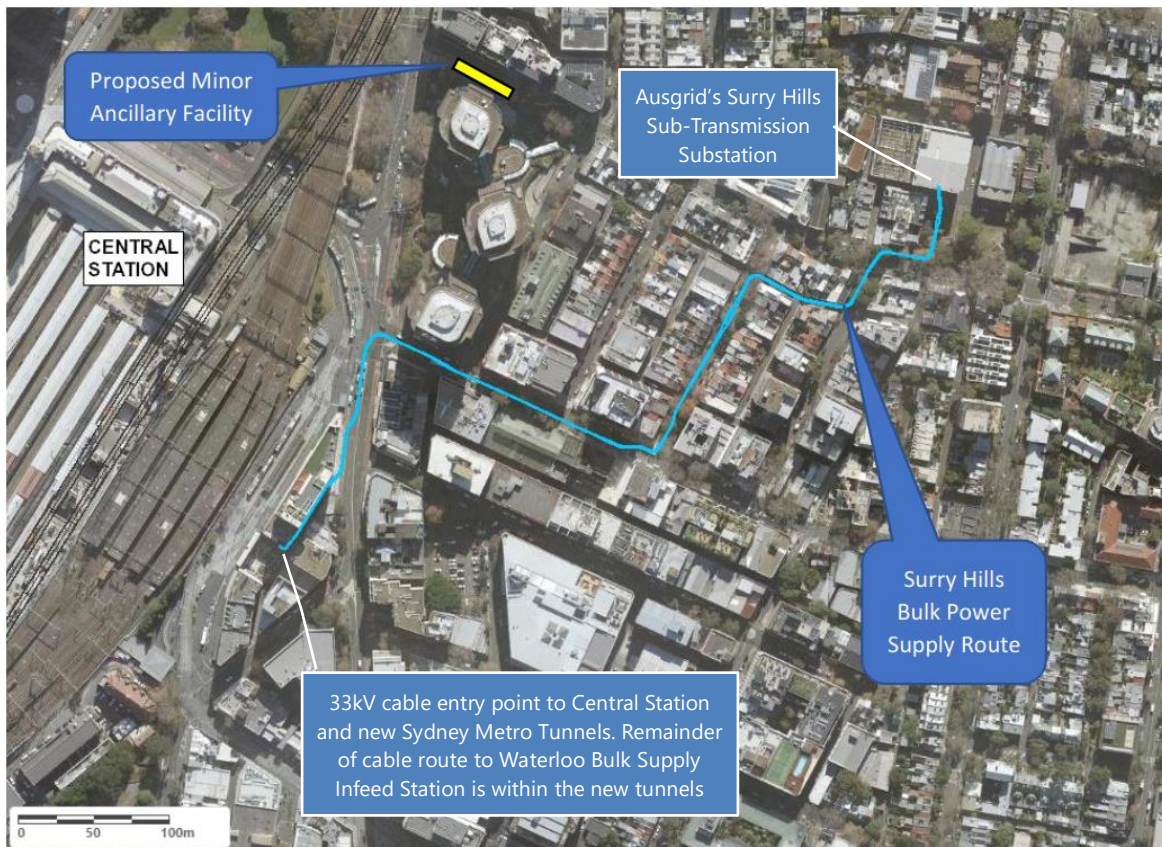 Proposed Minor
Ancillary Facility
Ausgrid's Surry Hills
Sub-Transmission
Substation
CENTRAL
STATION
Surry Hills
Bulk Power
Supply Route
33kV cable entry point to Central Station
and new Sydney Metro Tunnels. Remainder
of cable route to Waterloo Bulk Supply
Infeed Station is within the new tunnels
0 50 100m